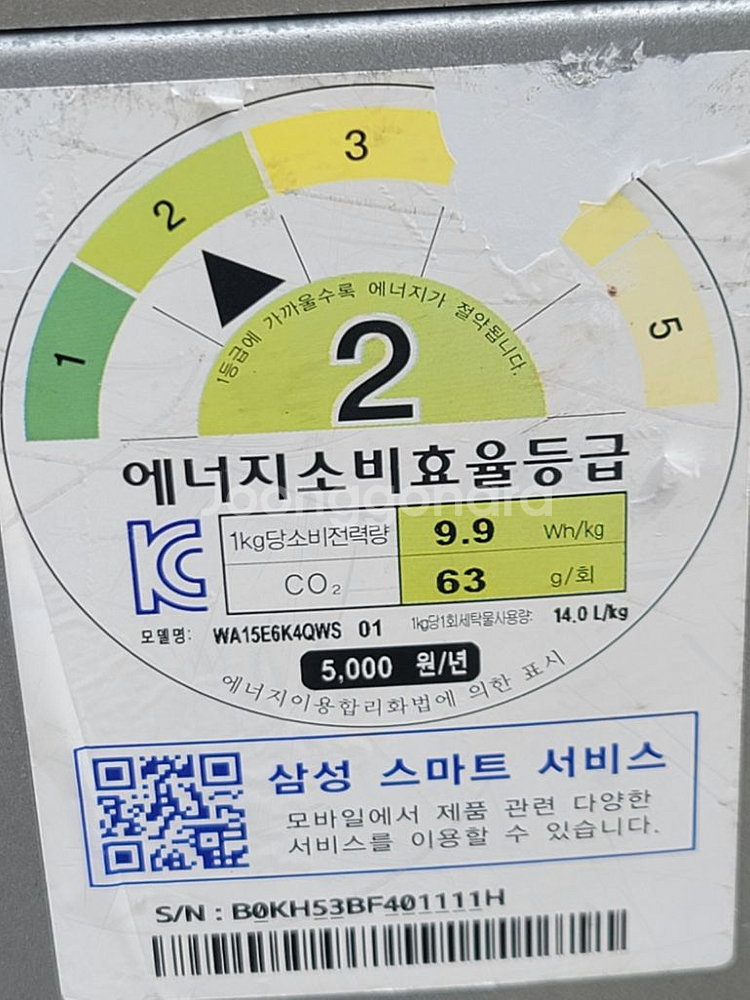 3
2
1
5
1등급에 가까울수록 에너지가 절약됩니다.
2
에너지소비효율등급
Joonggonara
1kg당소비전력량 9.9 Wh/kg
CO₂ 63 g/회
모델명: WA15E6K4QWS 01 1kg당1회세탁물사용량: 14.0 L/kg
5,000 원/년
에너지이용합리화법에 의한 표시
삼성 스마트 서비스
모바일에서 제품 관련 다양한
서비스를 이용할 수 있습니다.
S/N : B0KH53BF401111H